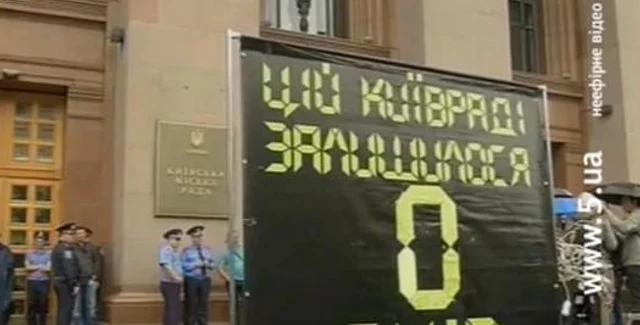 КИЇВСЬКА
МІСЬКА
РАДА
ЦІЙ КИЇВРАДІ
ЗАЛИШИЛОСЯ
0
www.5.ua
неефірне відео